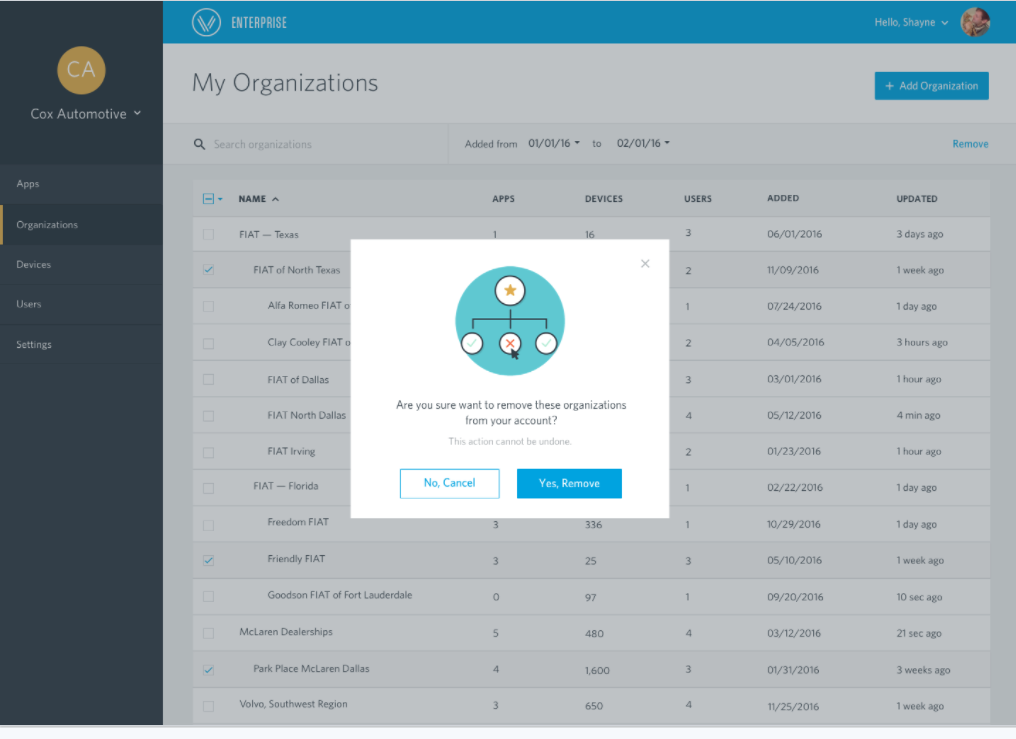 ENTERPRISE
Hello, Shayne
CA
Cox Automotive
My Organizations
+ Add Organization
Search organizations
Added from 01/01/16 to 02/01/16
Remove
Apps
Organizations
Devices
Users
Settings
NAME APPS DEVICES USERS ADDED UPDATED
FIAT — Texas 1 16 3 06/01/2016 3 days ago
FIAT of North Texas 2 11/09/2016 1 week ago
Alfa Romeo FIAT o 1 07/24/2016 1 day ago
Clay Cooley FIAT o 2 04/05/2016 3 hours ago
FIAT of Dallas 3 03/01/2016 1 hour ago
FIAT North Dallas 4 05/12/2016 4 min ago
FIAT Irving 2 01/23/2016 1 hour ago
FIAT — Florida 1 02/22/2016 1 day ago
Freedom FIAT 3 336 1 10/29/2016 1 day ago
Friendly FIAT 3 25 3 05/10/2016 1 week ago
Goodson FIAT of Fort Lauderdale 0 97 1 09/20/2016 10 sec ago
McLaren Dealerships 5 480 4 03/12/2016 21 sec ago
Park Place McLaren Dallas 4 1,600 3 01/31/2016 3 weeks ago
Volvo, Southwest Region 3 650 4 11/25/2016 1 week ago
Are you sure want to remove these organizations
from your account?
This action cannot be undone.
No, Cancel
Yes, Remove